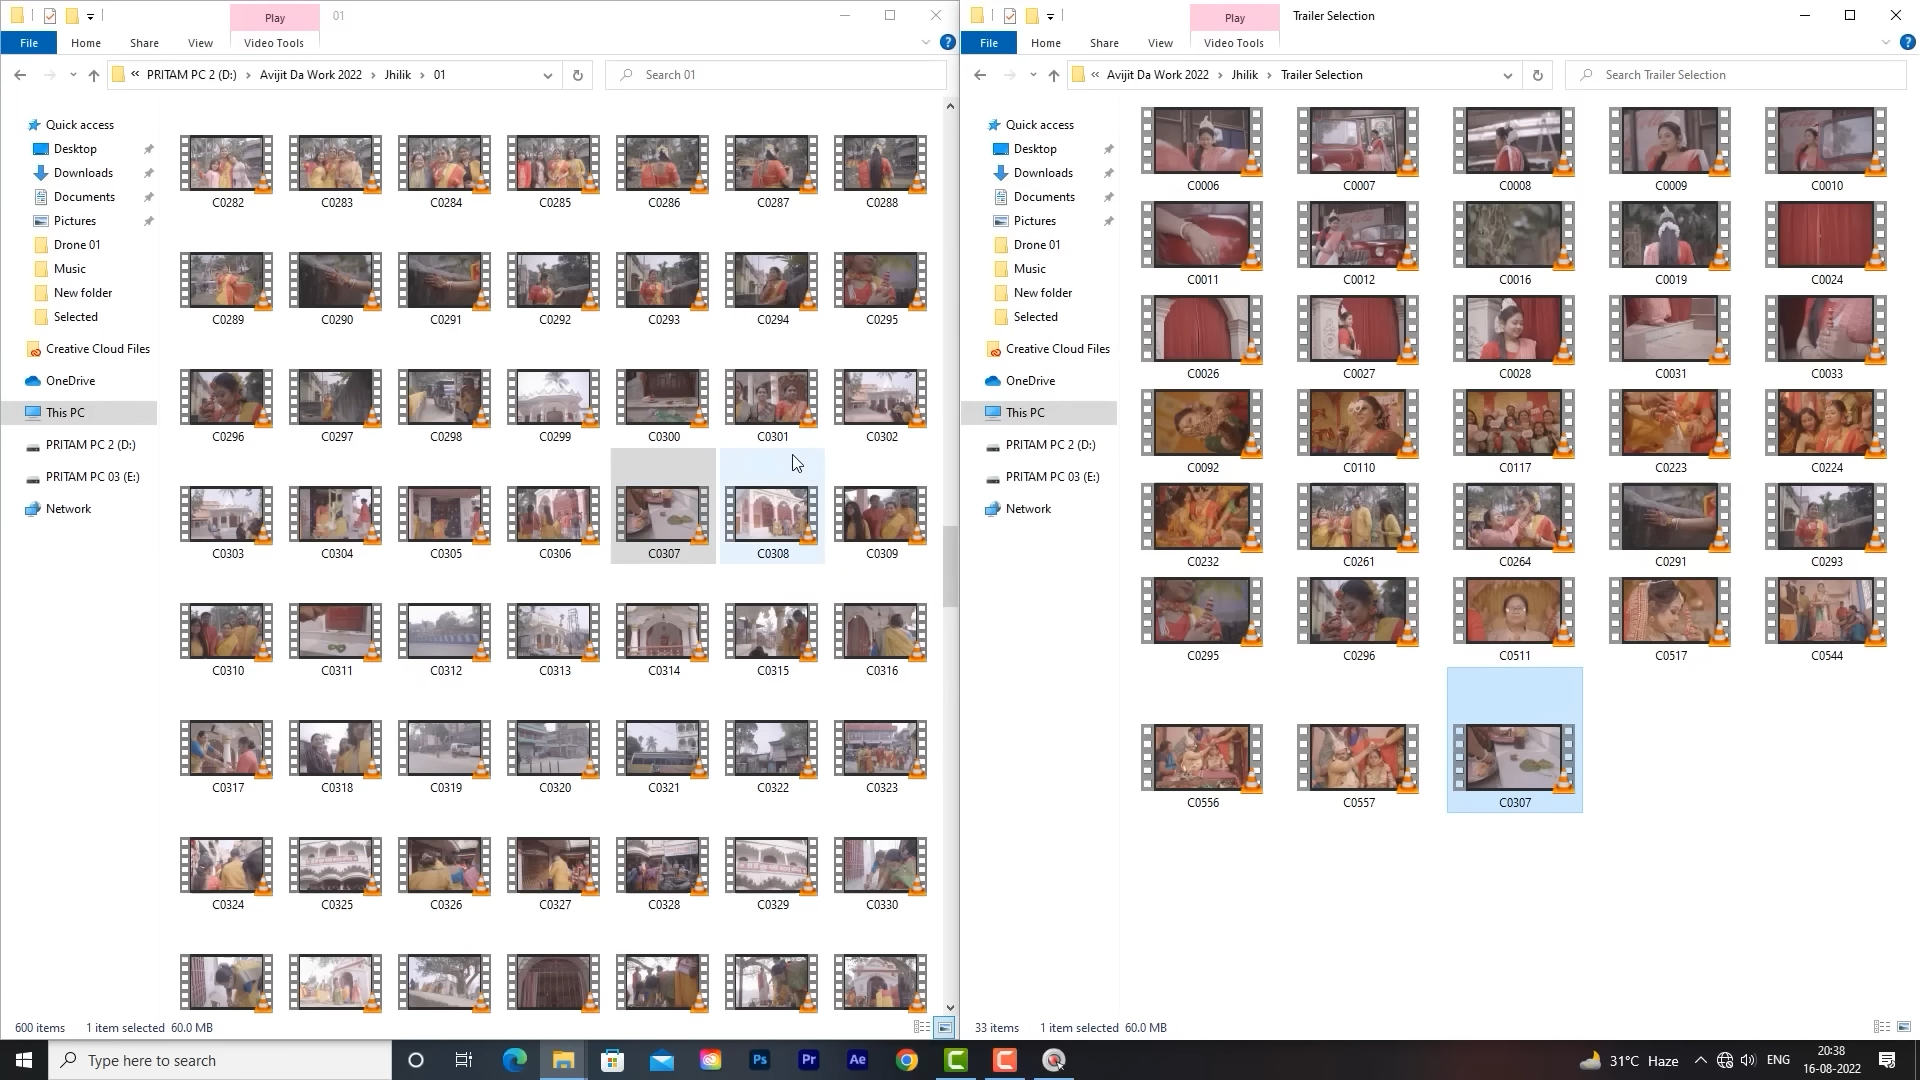 Play
01
File
Home
Share
View
Video Tools
« PRITAM PC 2 (D:) › Avijit Da Work 2022 › Jhilik › 01
Search 01
Quick access
Desktop
Downloads
Documents
Pictures
Drone 01
Music
New folder
Selected
Creative Cloud Files
OneDrive
This PC
PRITAM PC 2 (D:)
PRITAM PC 03 (E:)
Network
C0282 C0283 C0284 C0285 C0286 C0287 C0288
C0289 C0290 C0291 C0292 C0293 C0294 C0295
C0296 C0297 C0298 C0299 C0300 C0301 C0302
C0303 C0304 C0305 C0306 C0307 C0308 C0309
C0310 C0311 C0312 C0313 C0314 C0315 C0316
C0317 C0318 C0319 C0320 C0321 C0322 C0323
C0324 C0325 C0326 C0327 C0328 C0329 C0330
600 items 1 item selected 60.0 MB
Play
Trailer Selection
File
Home
Share
View
Video Tools
« Avijit Da Work 2022 › Jhilik › Trailer Selection
Search Trailer Selection
Quick access
Desktop
Downloads
Documents
Pictures
Drone 01
Music
New folder
Selected
Creative Cloud Files
OneDrive
This PC
PRITAM PC 2 (D:)
PRITAM PC 03 (E:)
Network
C0006 C0007 C0008 C0009 C0010
C0011 C0012 C0016 C0019 C0024
C0026 C0027 C0028 C0031 C0033
C0092 C0110 C0117 C0223 C0224
C0232 C0261 C0264 C0291 C0293
C0295 C0296 C0511 C0517 C0544
C0556 C0557 C0307
33 items 1 item selected 60.0 MB
Type here to search
Ps
Pr
Ae
31°C Haze
ENG
20:38
16-08-2022